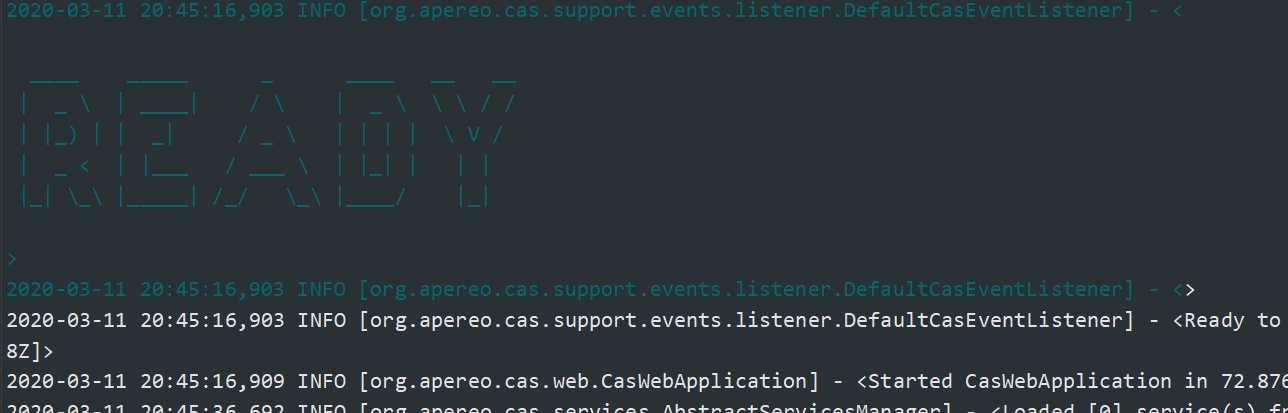 2020-03-11 20:45:16,903 INFO [org.apereo.cas.support.events.listener.DefaultCasEventListener] - <
READY
>
2020-03-11 20:45:16,903 INFO [org.apereo.cas.support.events.listener.DefaultCasEventListener] - <>
2020-03-11 20:45:16,903 INFO [org.apereo.cas.support.events.listener.DefaultCasEventListener] - <Ready to
8Z]>
2020-03-11 20:45:16,909 INFO [org.apereo.cas.web.CasWebApplication] - <Started CasWebApplication in 72.876
2020-03-11 20:45:36,692 INFO [org.apereo.cas.services.AbstractServicesManager] - <Loaded [0] service(s) f